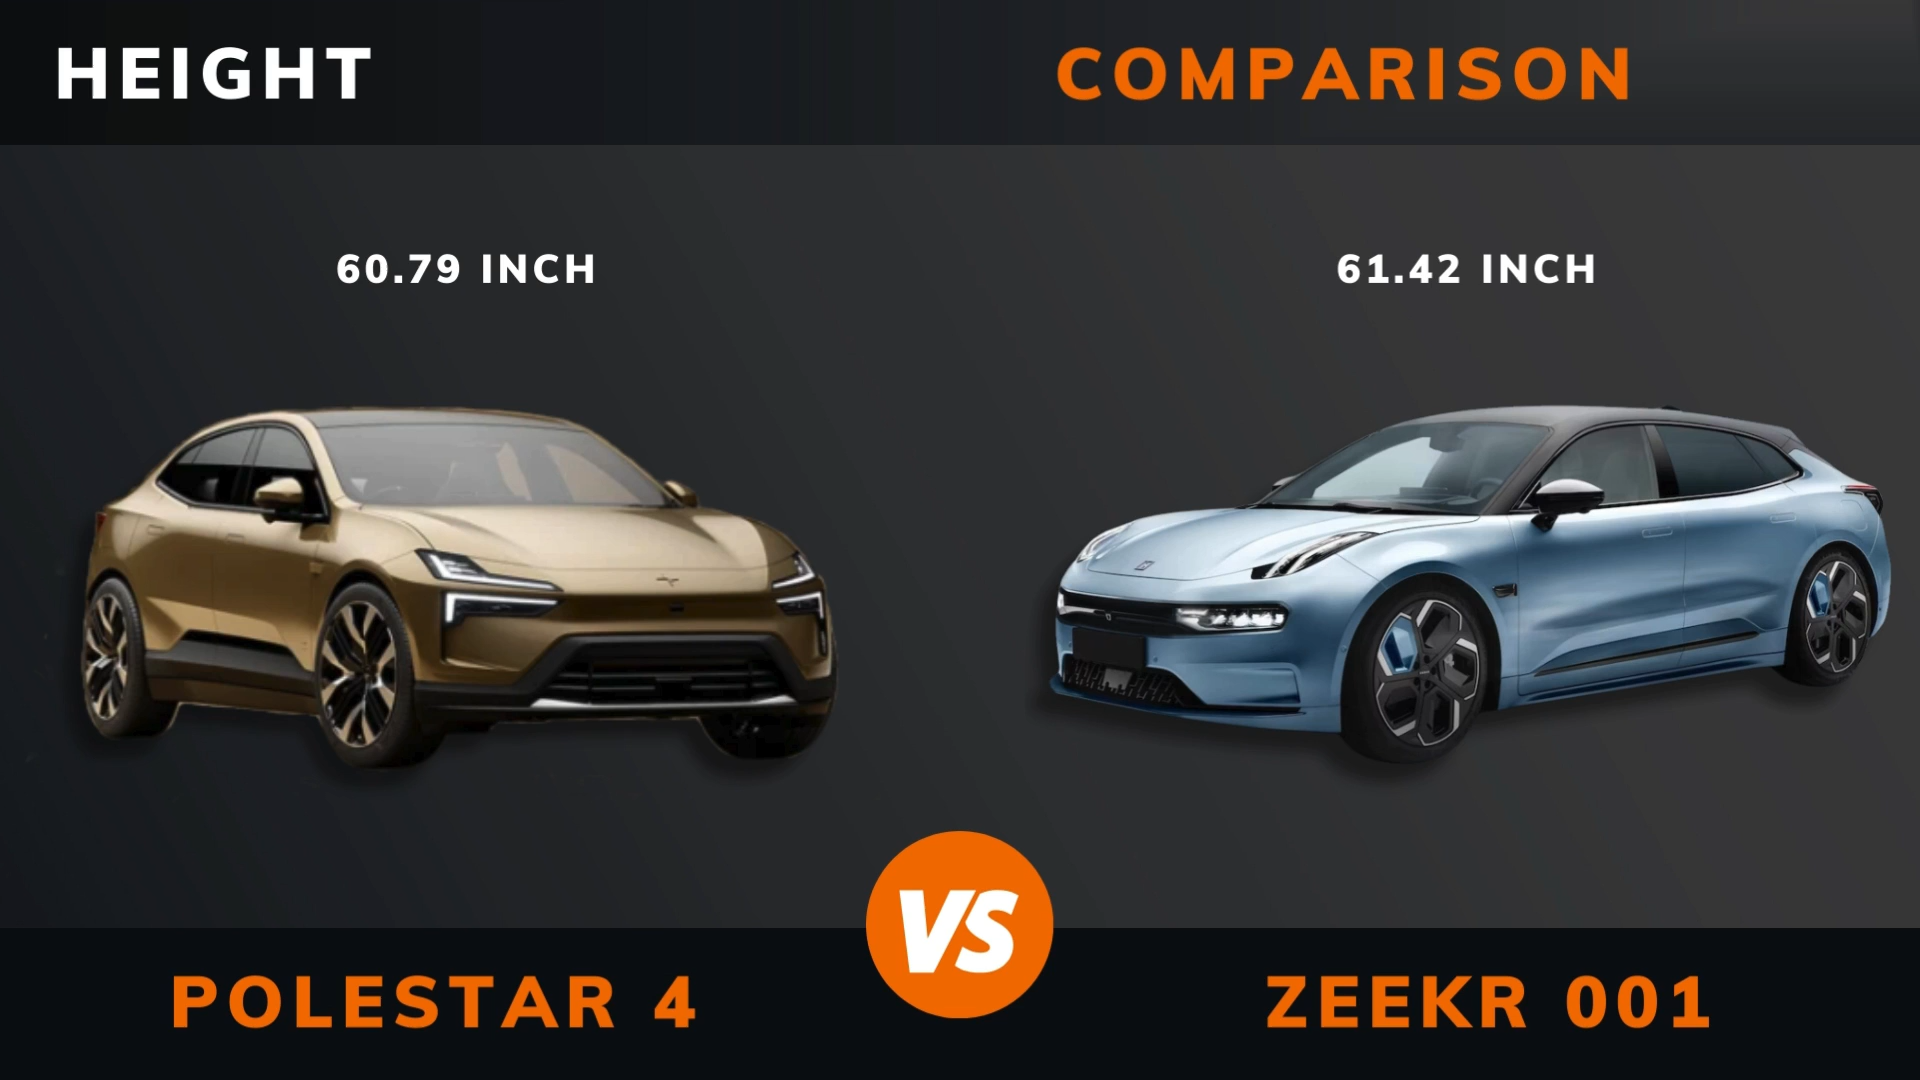 HEIGHT COMPARISON
60.79 INCH
61.42 INCH
VS
POLESTAR 4
ZEEKR 001